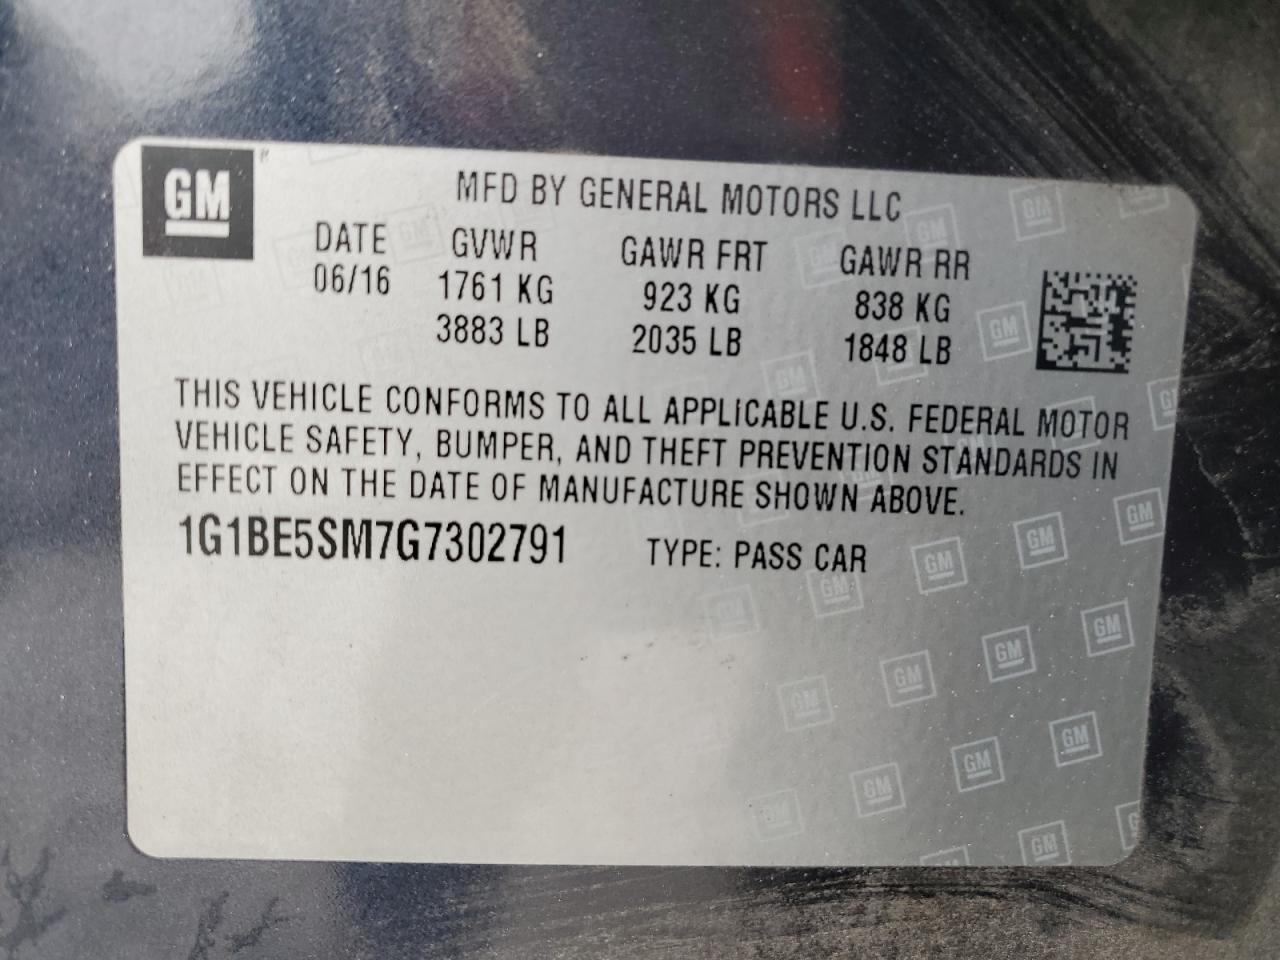 GM
MFD BY GENERAL MOTORS LLC
DATE GVWR GAWR FRT GAWR RR
06/16 1761 KG 923 KG 838 KG
3883 LB 2035 LB 1848 LB
THIS VEHICLE CONFORMS TO ALL APPLICABLE U.S. FEDERAL MOTOR
VEHICLE SAFETY, BUMPER, AND THEFT PREVENTION STANDARDS IN
EFFECT ON THE DATE OF MANUFACTURE SHOWN ABOVE.
1G1BE5SM7G7302791 TYPE: PASS CAR